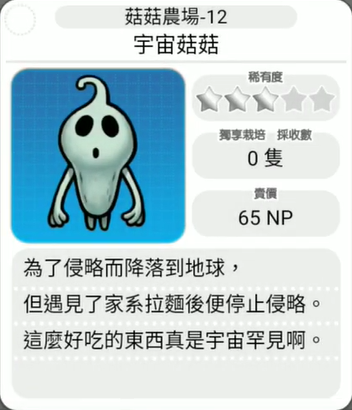 菇菇農場-12
宇宙菇菇
稀有度
獨享栽培　採收數
0 隻
賣價
65 NP
為了侵略而降落到地球，
但遇見了家系拉麵後便停止侵略。
這麼好吃的東西真是宇宙罕見啊。